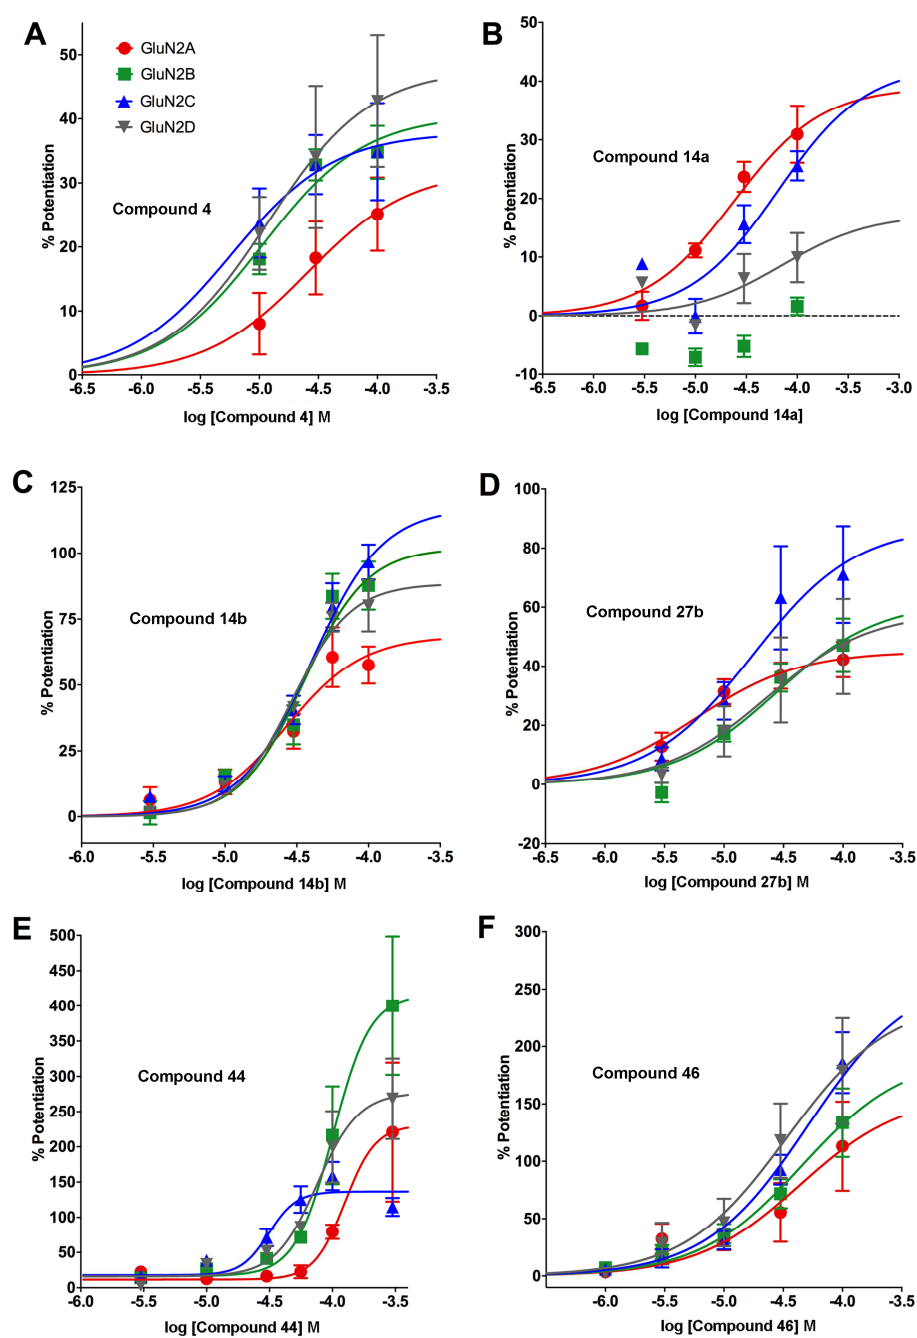 A
GluN2A
GluN2B
GluN2C
GluN2D
Compound 4
% Potentiation
50
40
30
20
10
0
-6.5 -6.0 -5.5 -5.0 -4.5 -4.0 -3.5
log [Compound 4] M
B
Compound 14a
% Potentiation
50
40
30
20
10
0
-10
-6.5 -6.0 -5.5 -5.0 -4.5 -4.0 -3.5 -3.0
log [Compound 14a]
C
Compound 14b
% Potentiation
125
100
75
50
25
0
-6.0 -5.5 -5.0 -4.5 -4.0 -3.5
log [Compound 14b] M
D
Compound 27b
% Potentiation
100
80
60
40
20
0
-20
-6.5 -6.0 -5.5 -5.0 -4.5 -4.0 -3.5
log [Compound 27b] M
E
Compound 44
% Potentiation
500
450
400
350
300
250
200
150
100
50
0
-6.0 -5.5 -5.0 -4.5 -4.0 -3.5
log [Compound 44] M
F
Compound 46
% Potentiation
300
250
200
150
100
50
0
-6.0 -5.5 -5.0 -4.5 -4.0 -3.5
log [Compound 46] M